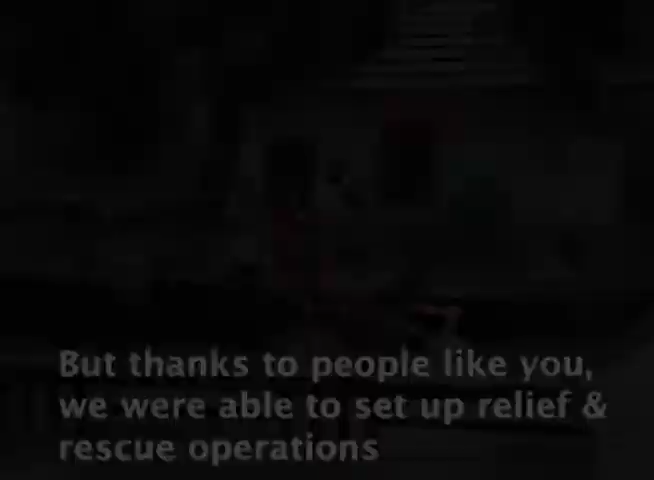 But thanks to people like you,
we were able to set up relief &
rescue operations